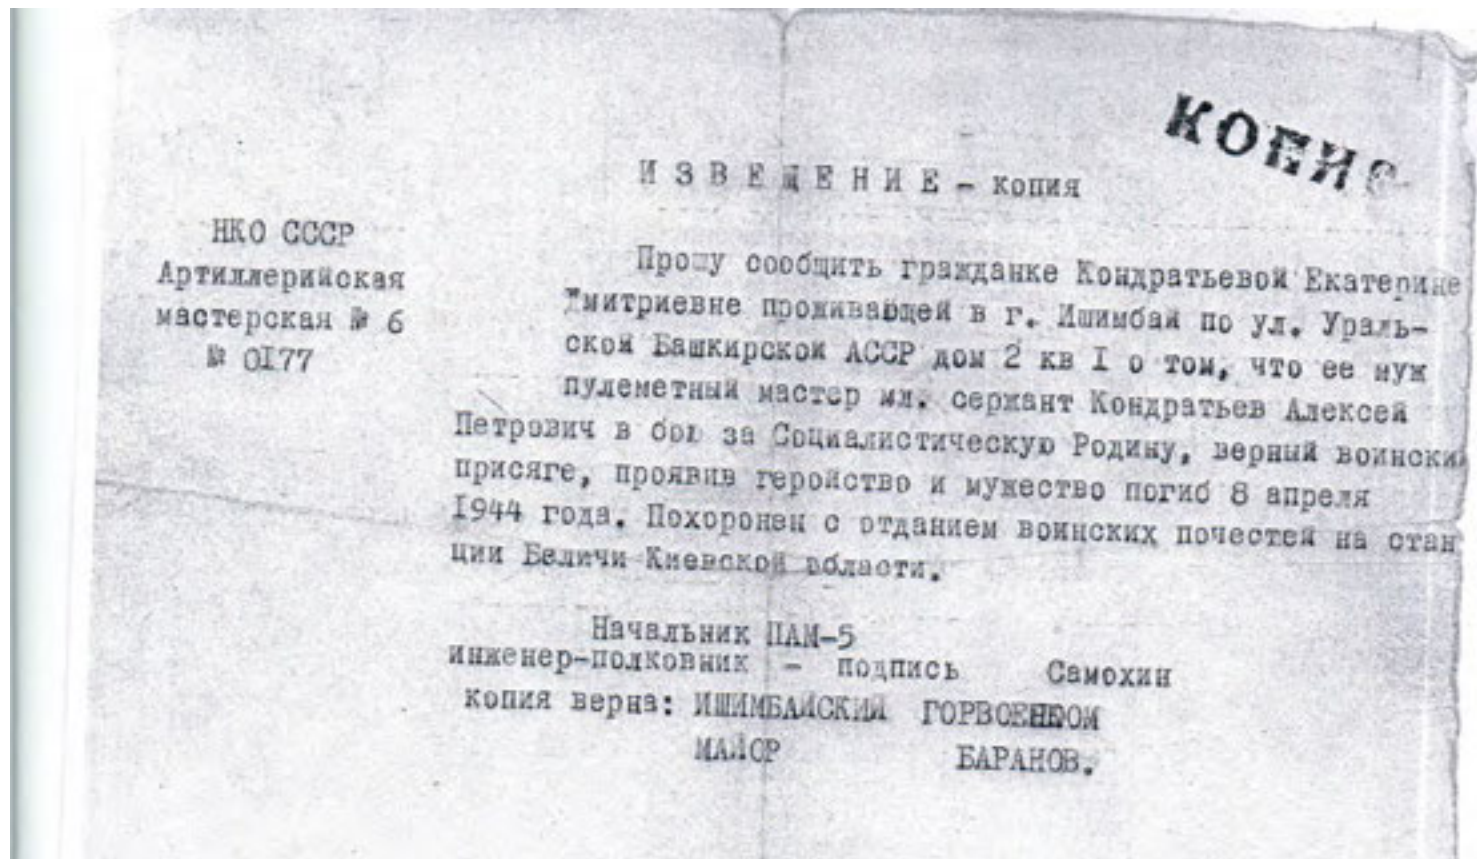 КОПИЯ
ИЗВЕЩЕНИЕ - копия
НКО СССР
Артиллерийская
мастерская № 6
№ 0I77
Прошу сообщить гражданке Кондратьевой Екатерине
Дмитриевне проживающей в г. Ишимбай по ул. Ураль-
ской Башкирской АССР дом 2 кв I о том, что ее муж
пулеметный мастер мл. сержант Кондратьев Алексей
Петрович в бою за Социалистическую Родину, верный воинский
присяге, проявив геройство и мужество погиб 8 апреля
I944 года. Похоронен с отданием воинских почестей на стан
ции Беличи Киевской области.
Начальник ПАМ-5
инженер-полковник - подпись Самохин
копия верна: ИШИМБАЙСКИЙ ГОРВОЕНКОМ
МАЙОР БАРАНОВ.